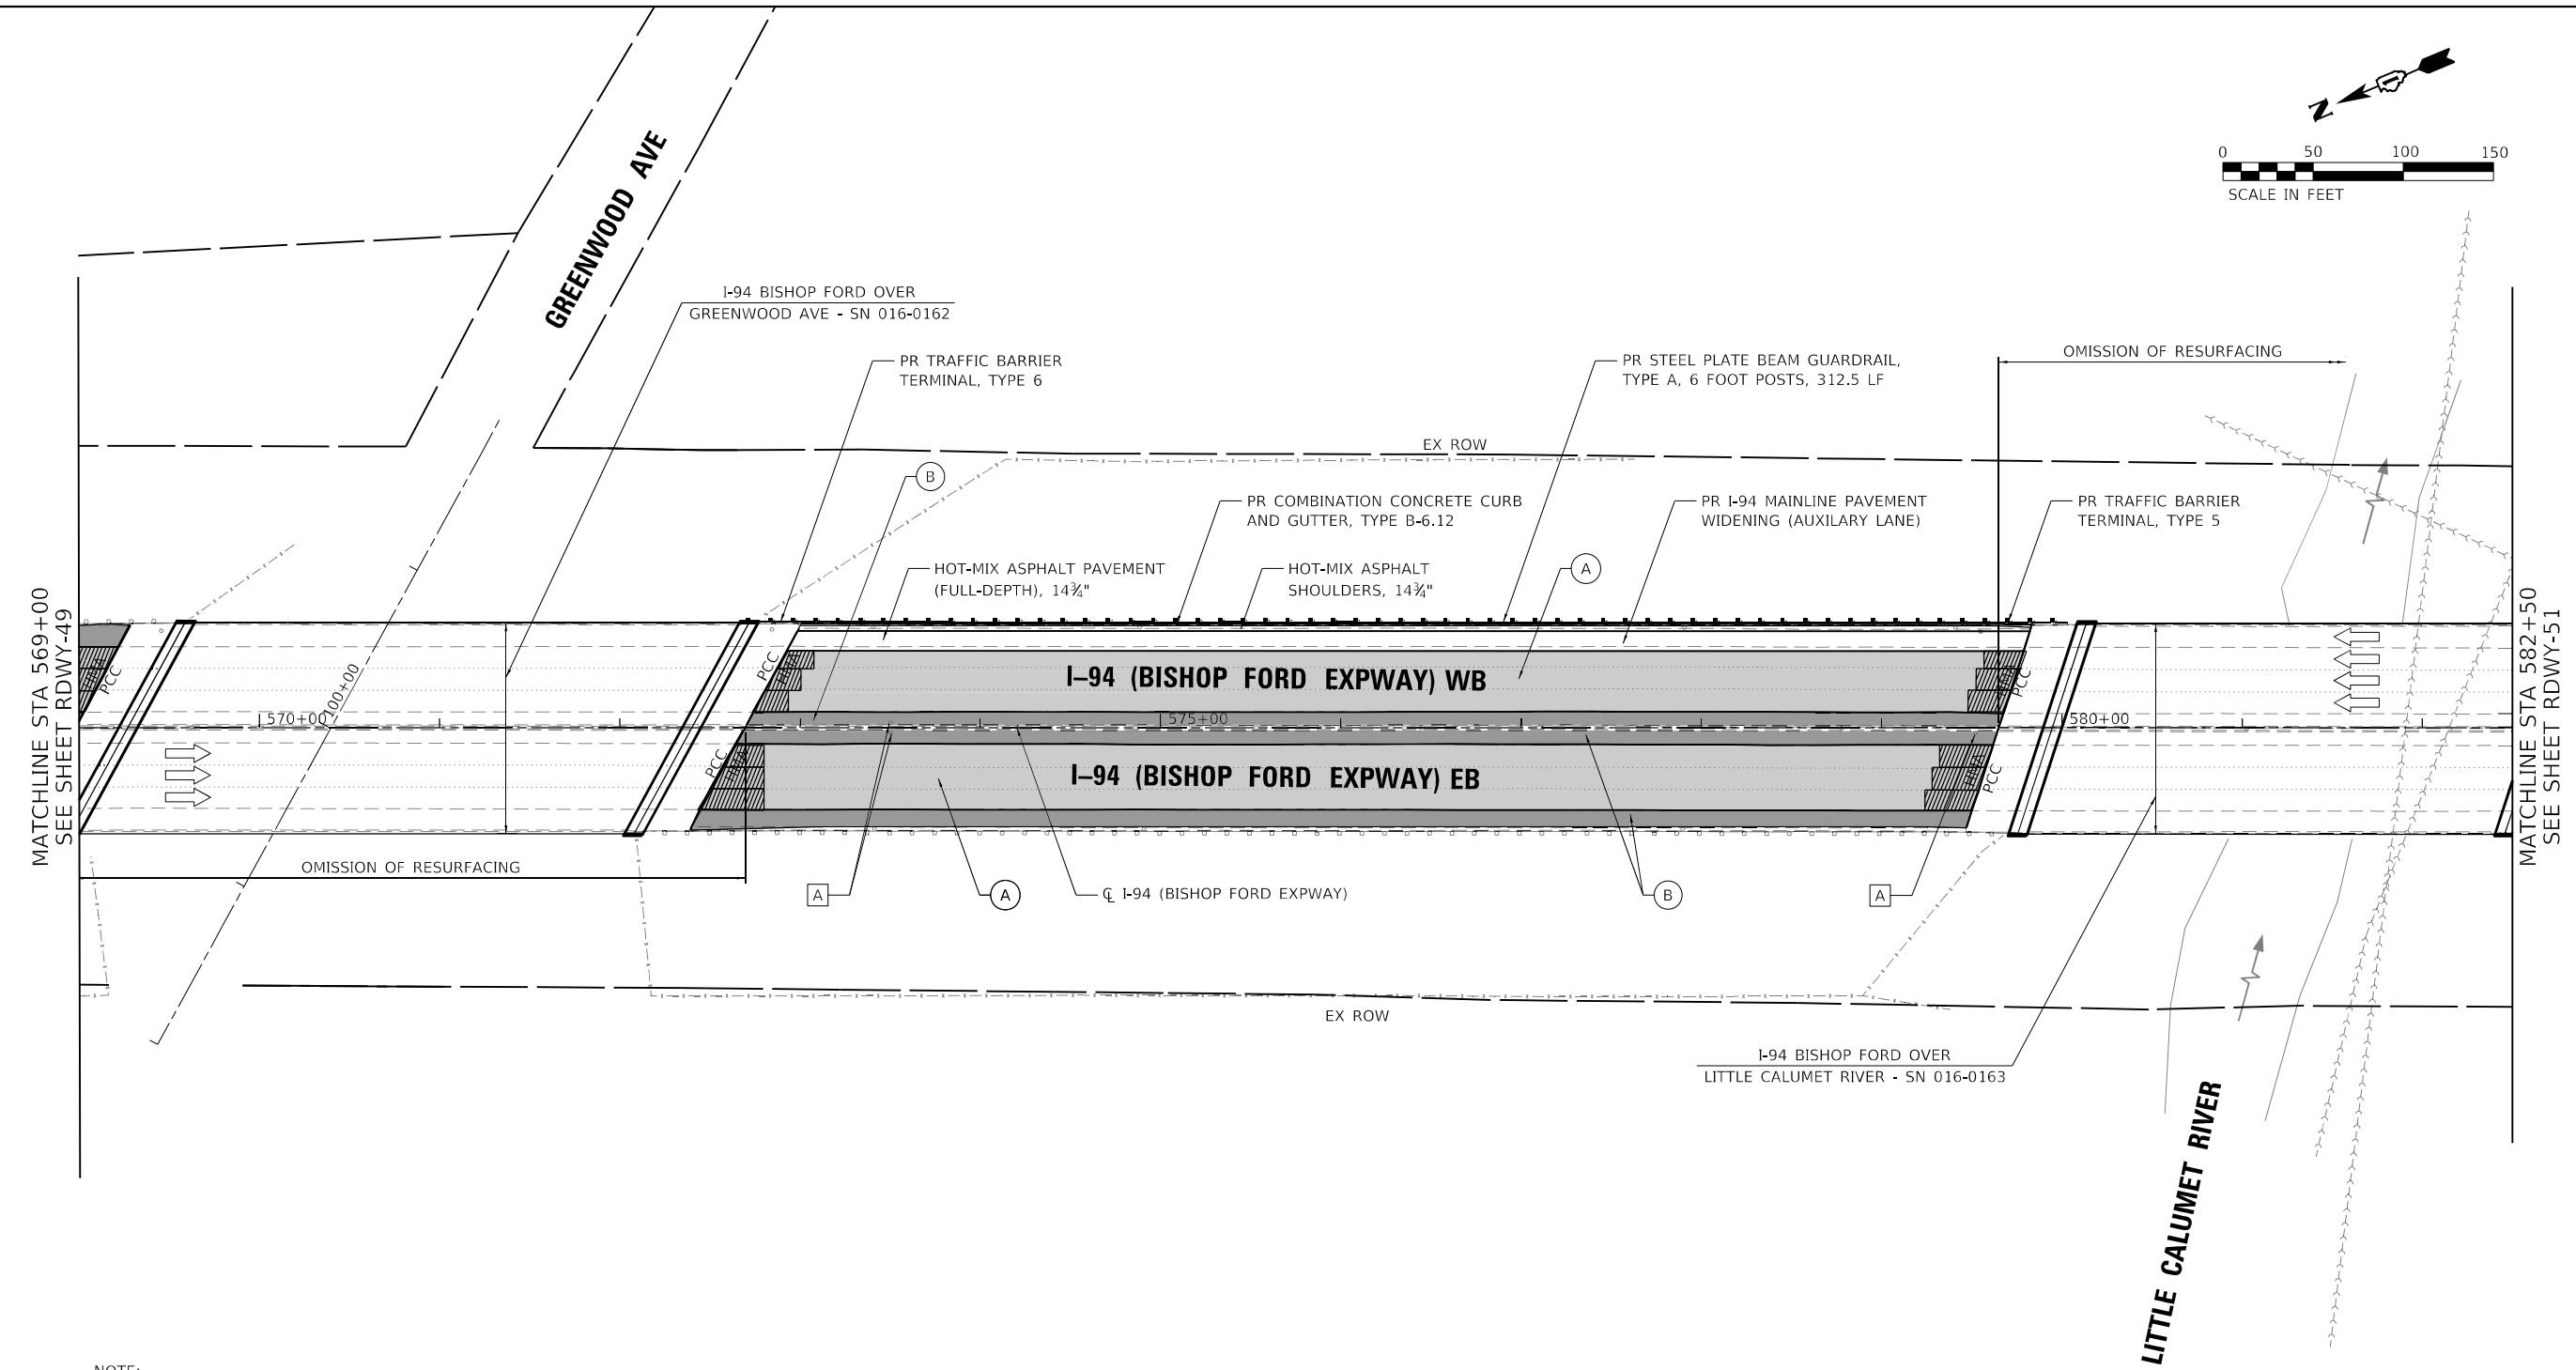 N
0 50 100 150
SCALE IN FEET
GREENWOOD AVE
I-94 BISHOP FORD OVER
GREENWOOD AVE - SN 016-0162
PR TRAFFIC BARRIER
TERMINAL, TYPE 6
PR STEEL PLATE BEAM GUARDRAIL,
TYPE A, 6 FOOT POSTS, 312.5 LF
OMISSION OF RESURFACING
EX ROW
B
PR COMBINATION CONCRETE CURB
AND GUTTER, TYPE B-6.12
PR I-94 MAINLINE PAVEMENT
WIDENING (AUXILARY LANE)
PR TRAFFIC BARRIER
TERMINAL, TYPE 5
HOT-MIX ASPHALT PAVEMENT
(FULL-DEPTH), 14¾"
HOT-MIX ASPHALT
SHOULDERS, 14¾"
A
MATCHLINE STA 569+00
SEE SHEET RDWY-49
HMA
PCC
100+00
PCC
HMA
I-94 (BISHOP FORD EXPWAY) WB
HMA
PCC
570+00
575+00
580+00
PCC
HMA
I-94 (BISHOP FORD EXPWAY) EB
HMA
PCC
MATCHLINE STA 582+50
SEE SHEET RDWY-51
OMISSION OF RESURFACING
A
A
℄ I-94 (BISHOP FORD EXPWAY)
B
A
EX ROW
I-94 BISHOP FORD OVER
LITTLE CALUMET RIVER - SN 016-0163
LITTLE CALUMET RIVER
NOTE: